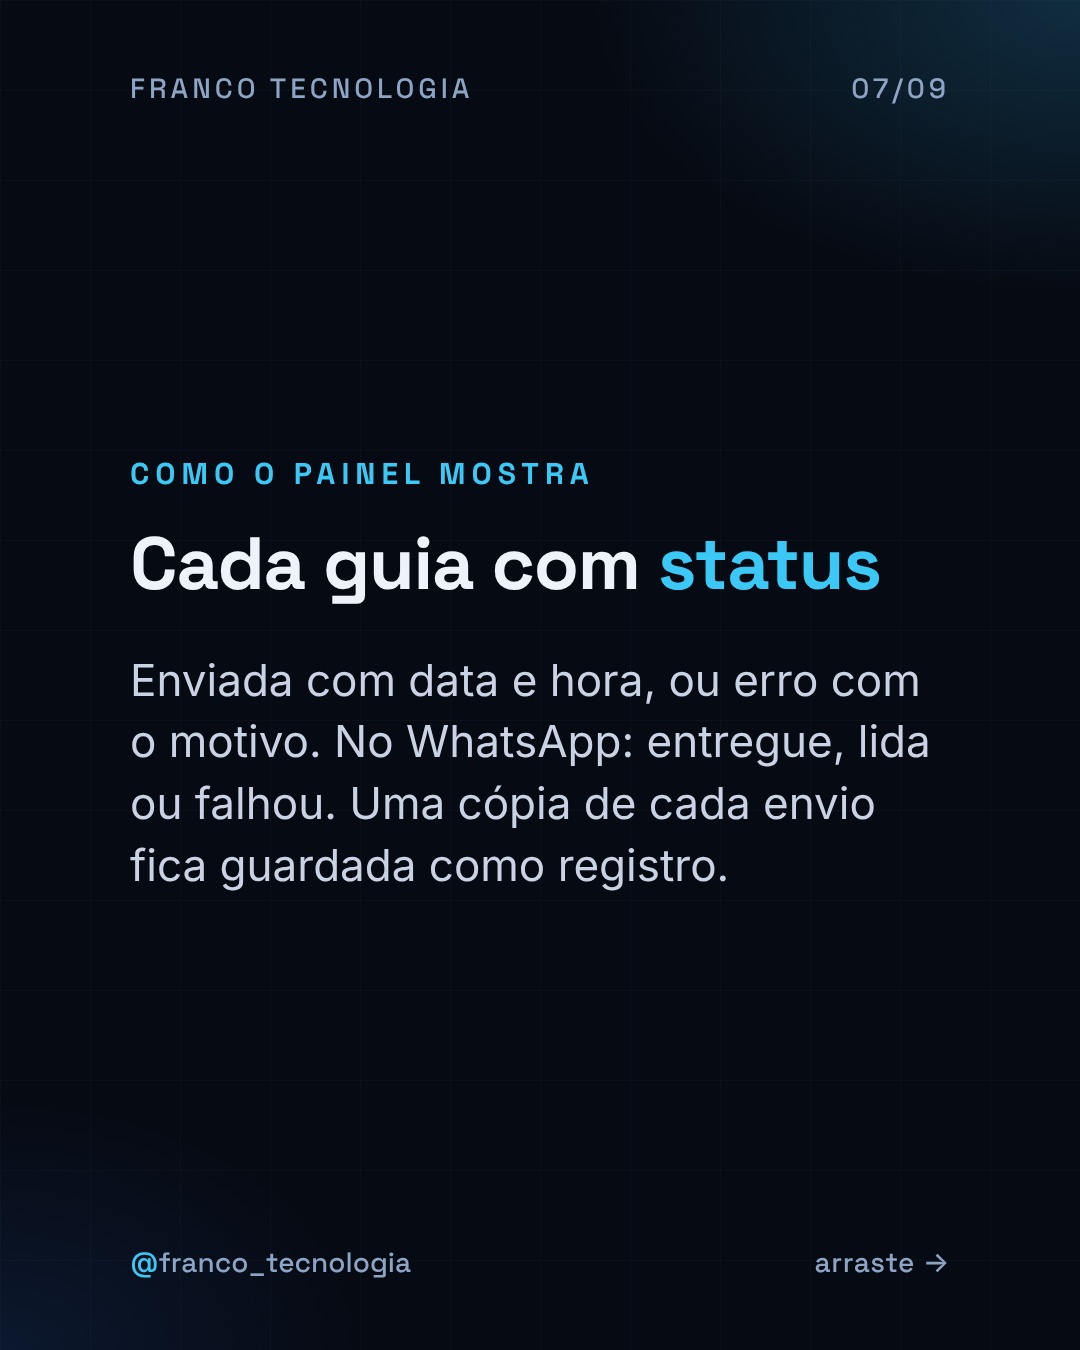 FRANCO TECNOLOGIA
07/09
COMO O PAINEL MOSTRA
Cada guia com status
Enviada com data e hora, ou erro com
o motivo. No WhatsApp: entregue, lida
ou falhou. Uma cópia de cada envio
fica guardada como registro.
@franco_tecnologia
arraste →